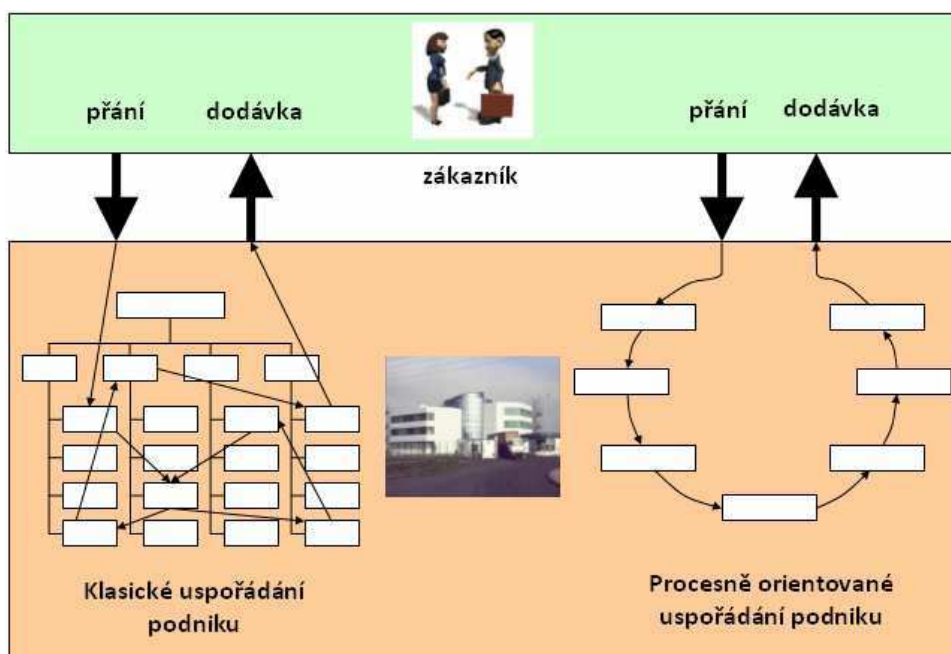 přání
dodávka
přání
dodávka
zákazník
Klasické uspořádání
podniku
Procesně orientované
uspořádání podniku